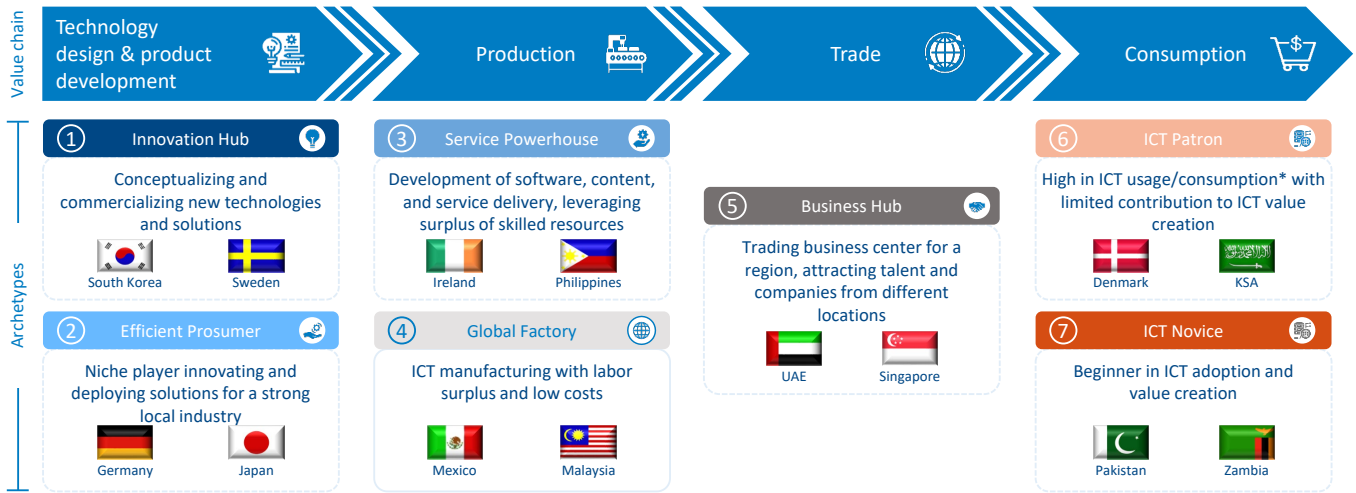 Value chain
Technology
design & product
development
Production
Trade
Consumption
$
Archetypes
1
Innovation Hub
Conceptualizing and
commercializing new technologies
and solutions
South Korea
Sweden
2
Efficient Prosumer
Niche player innovating and
deploying solutions for a strong
local industry
Germany
Japan
3
Service Powerhouse
Development of software, content,
and service delivery, leveraging
surplus of skilled resources
Ireland
Philippines
4
Global Factory
ICT manufacturing with labor
surplus and low costs
Mexico
Malaysia
5
Business Hub
Trading business center for a
region, attracting talent and
companies from different
locations
UAE
Singapore
6
ICT Patron
High in ICT usage/consumption* with
limited contribution to ICT value
creation
Denmark
KSA
7
ICT Novice
Beginner in ICT adoption and
value creation
Pakistan
Zambia